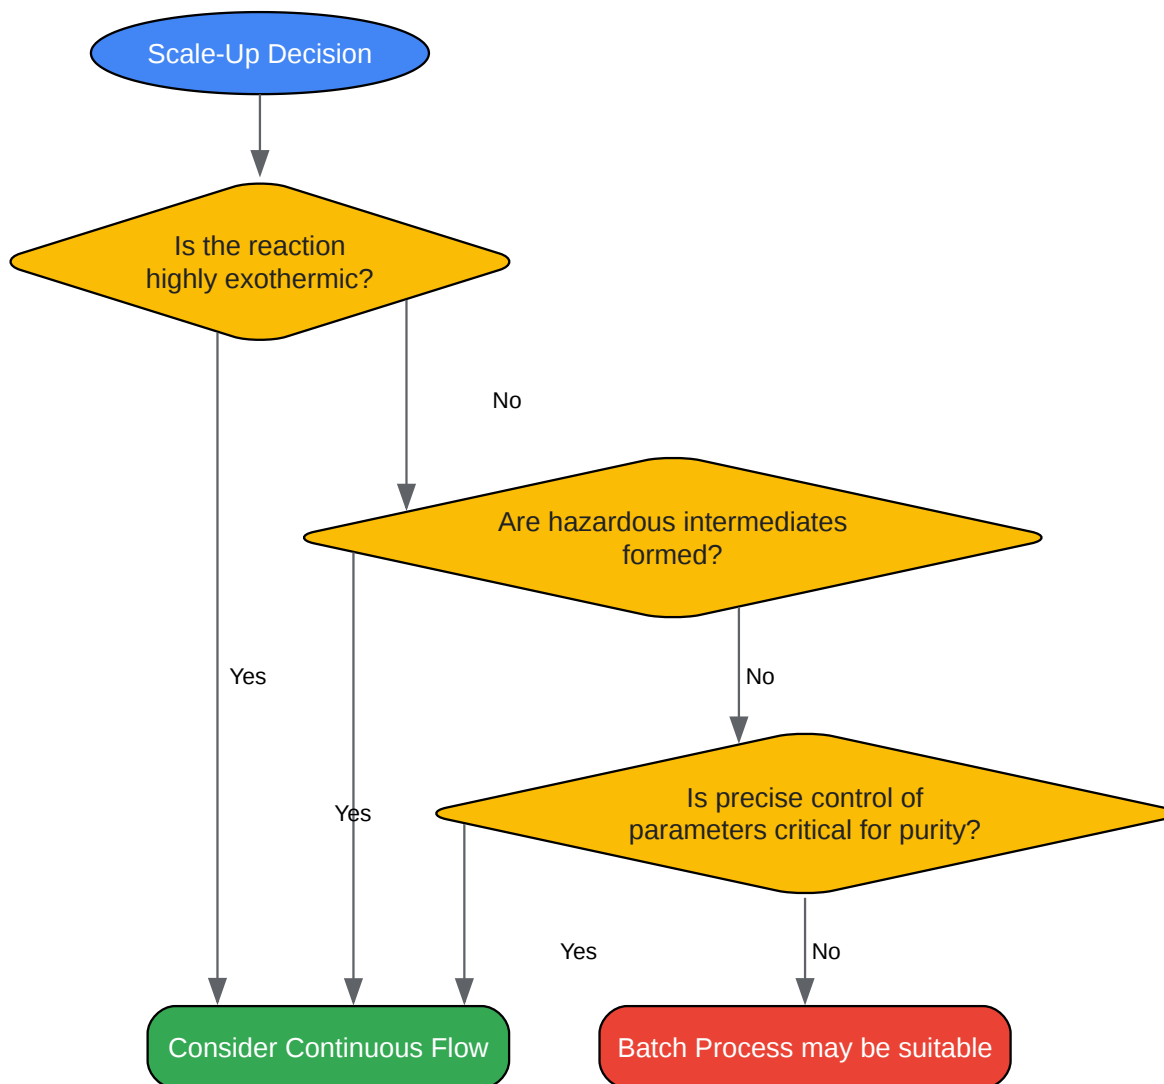 Scale-Up Decision
Is the reaction
highly exothermic?
No
Are hazardous intermediates
formed?
Yes
No
Is precise control of
parameters critical for purity?
Yes
Yes
No
Consider Continuous Flow
Batch Process may be suitable